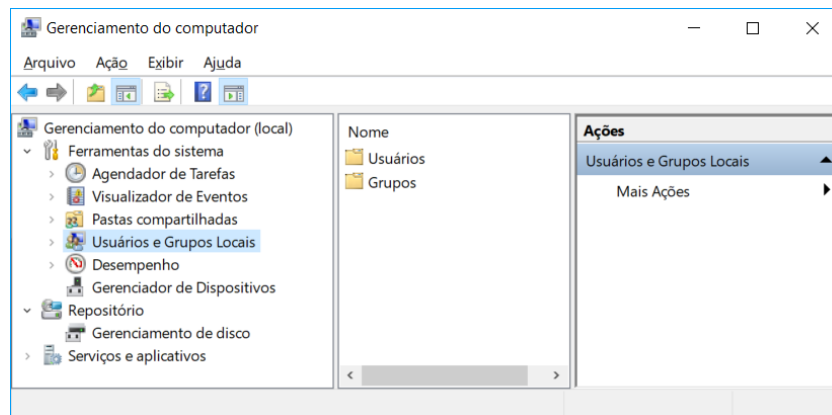 Gerenciamento do computador
Arquivo Ação Exibir Ajuda
Gerenciamento do computador (local)
Ferramentas do sistema
Agendador de Tarefas
Visualizador de Eventos
Pastas compartilhadas
Usuários e Grupos Locais
Desempenho
Gerenciador de Dispositivos
Repositório
Gerenciamento de disco
Serviços e aplicativos
Nome
Usuários
Grupos
Ações
Usuários e Grupos Locais
Mais Ações